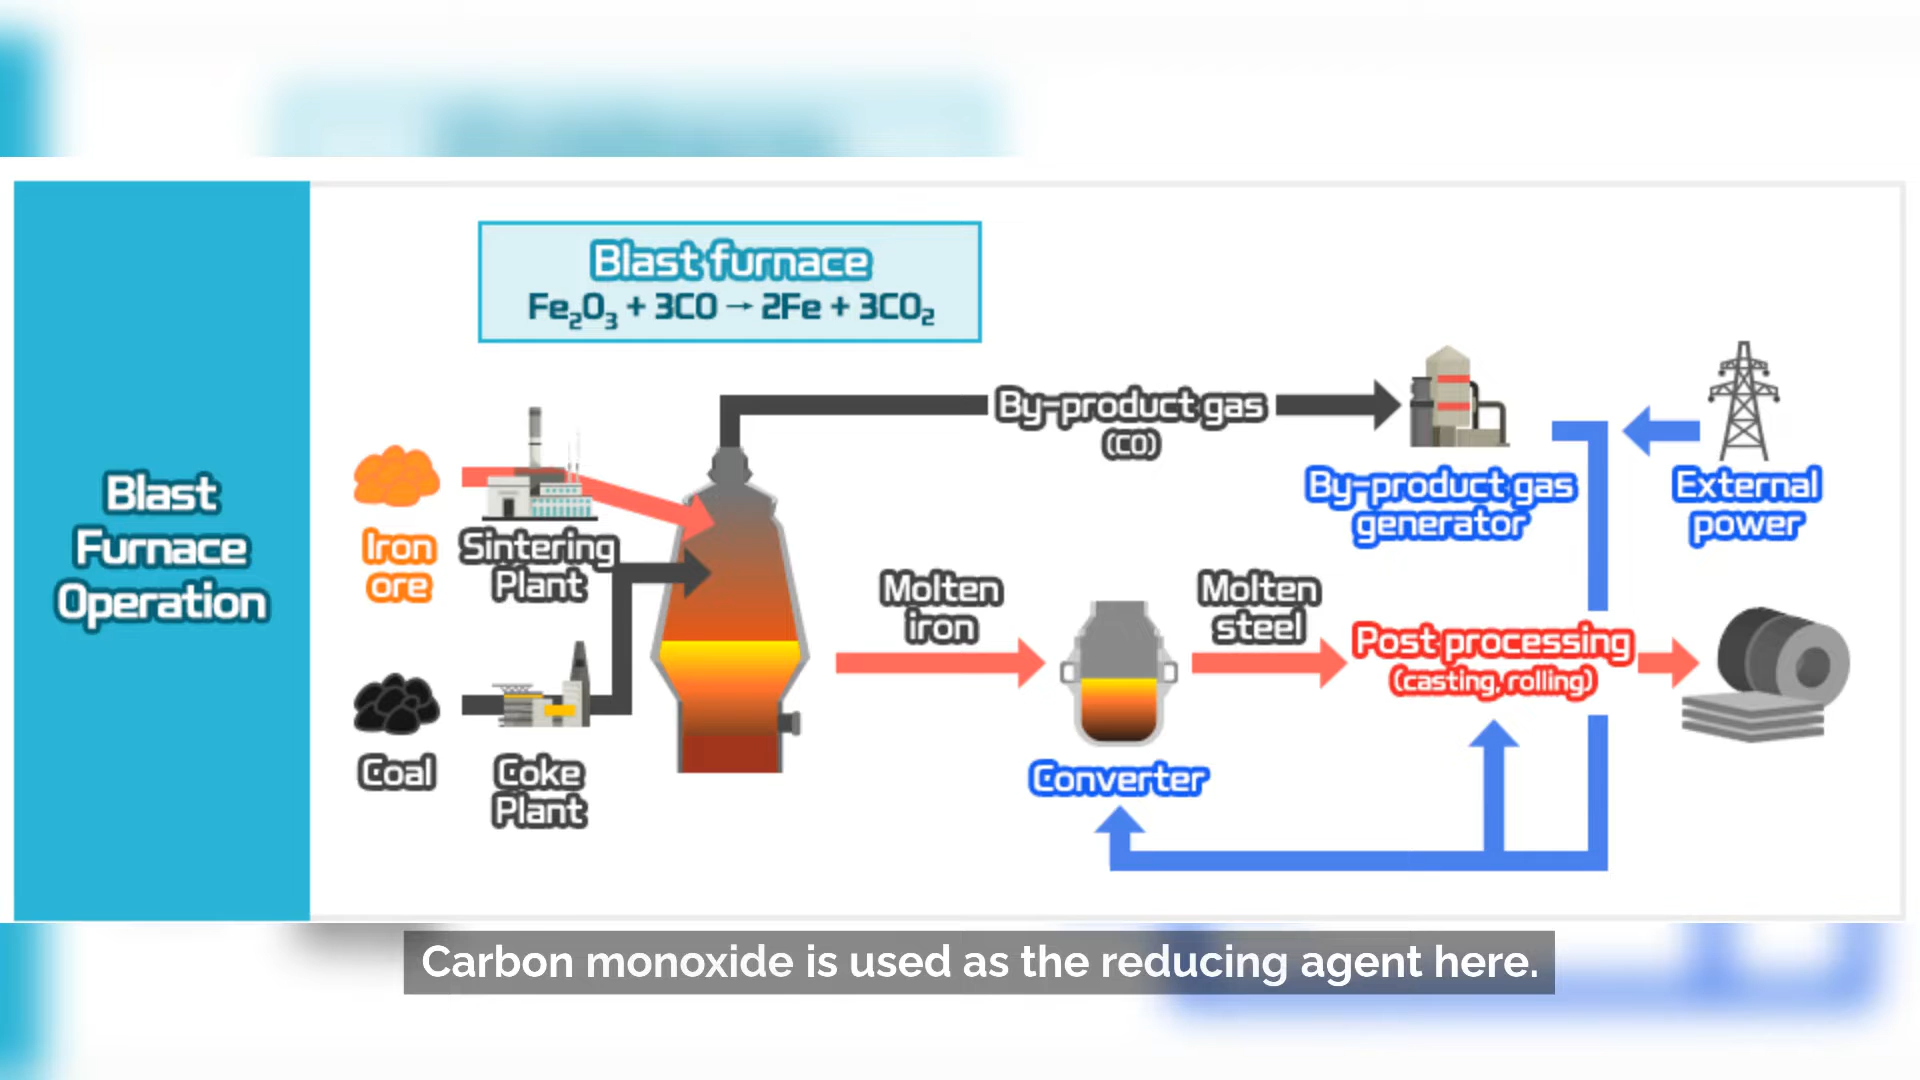 Blast
Furnace
Operation
Blast furnace
Fe₂O₃ + 3CO → 2Fe + 3CO₂
By-product gas
(CO)
By-product gas
generator
External
power
Iron
ore
Sintering
Plant
Molten
iron
Molten
steel
Post processing
(casting, rolling)
Coal
Coke
Plant
Converter
Carbon monoxide is used as the reducing agent here.